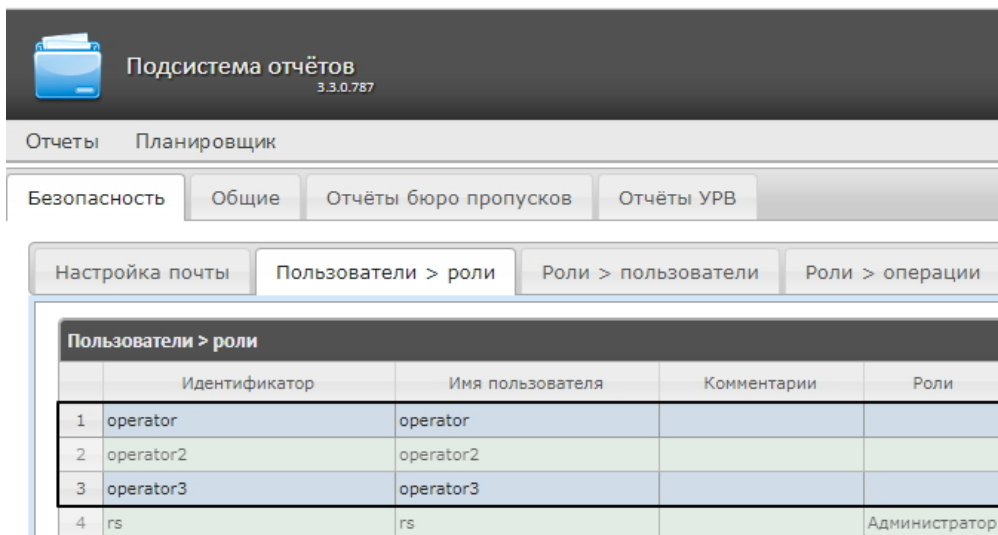 Подсистема отчётов
3.3.0.787
Отчеты Планировщик
Безопасность Общие Отчёты бюро пропусков Отчёты УРВ
Настройка почты Пользователи > роли Роли > пользователи Роли > операции
Пользователи > роли
Идентификатор Имя пользователя Комментарии Роли
1 operator operator
2 operator2 operator2
3 operator3 operator3
4 rs rs Администратор